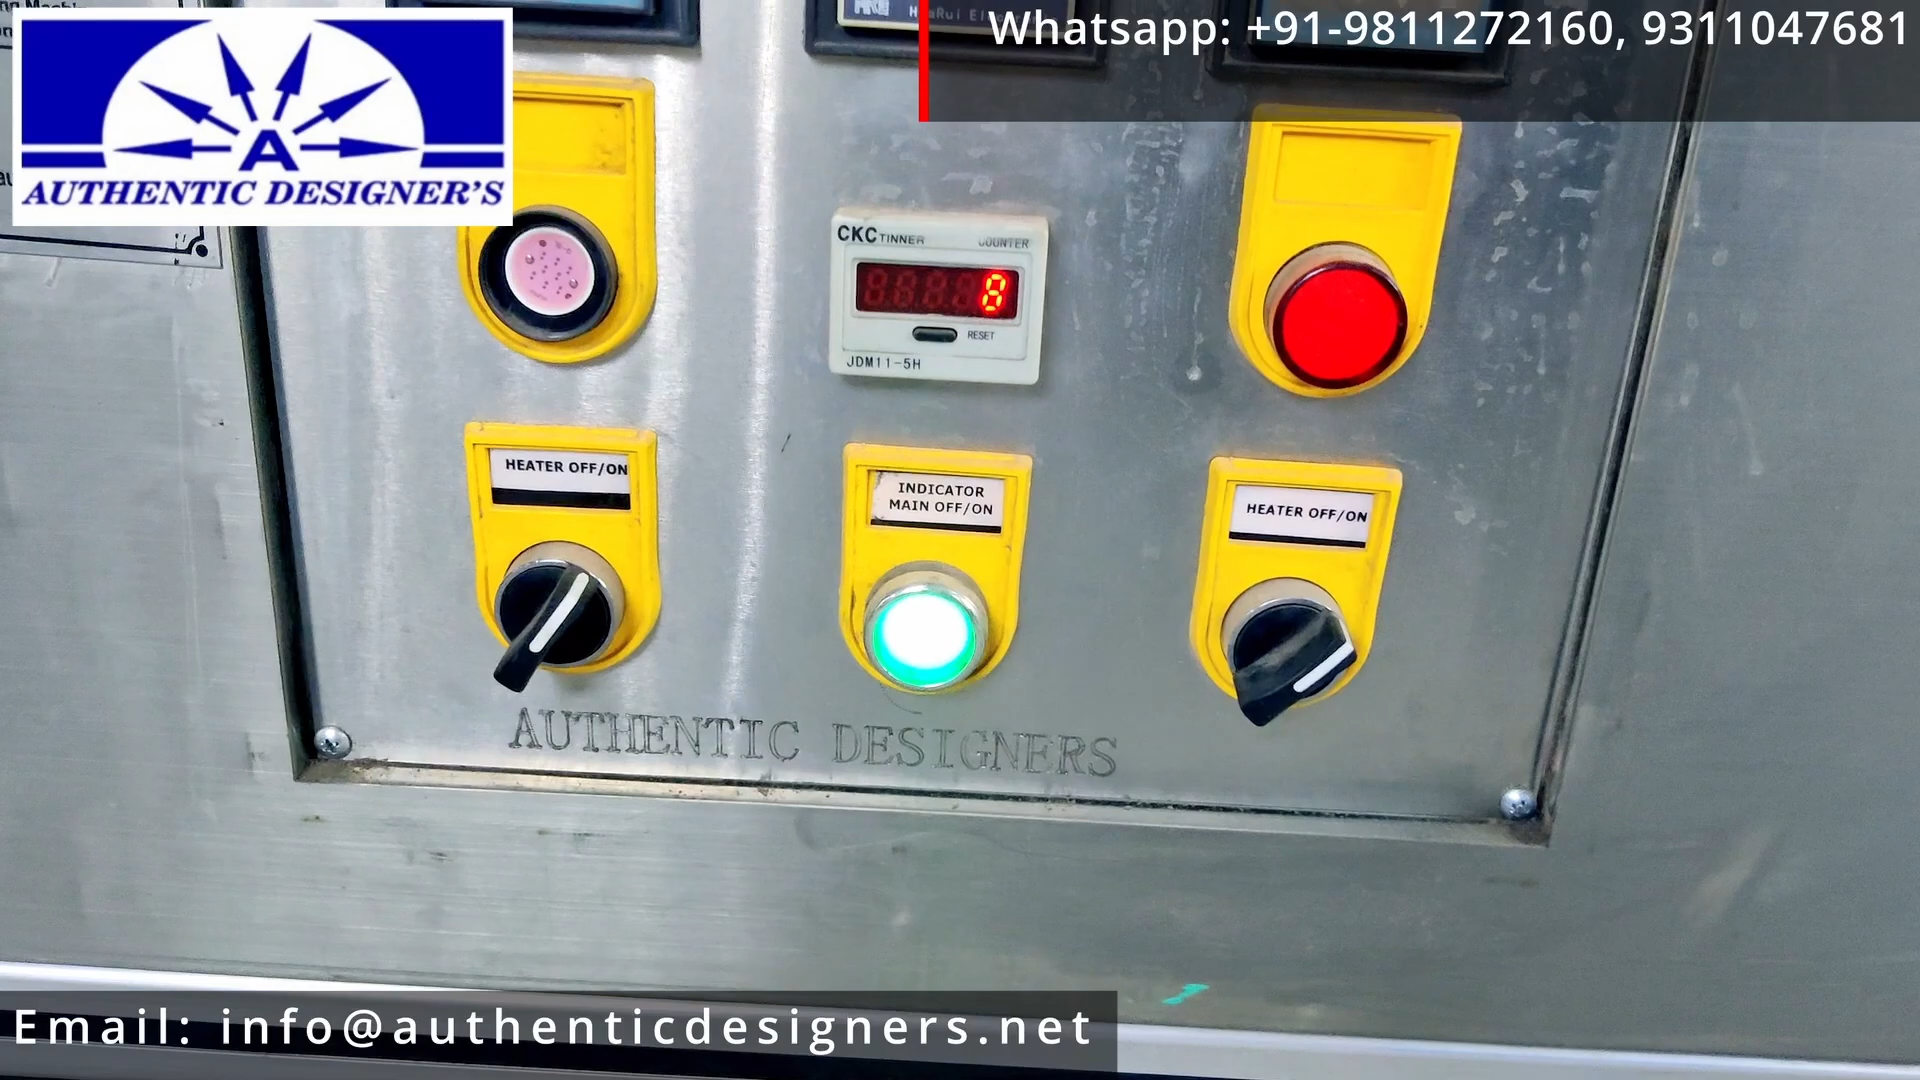 Whatsapp: +91-9811272160, 9311047681
A
AUTHENTIC DESIGNER'S
CKC TINNER COUNTER
8
RESET
JDM11-5H
HEATER OFF/ON
INDICATOR
MAIN OFF/ON
HEATER OFF/ON
AUTHENTIC DESIGNERS
Email: info@authenticdesigners.net